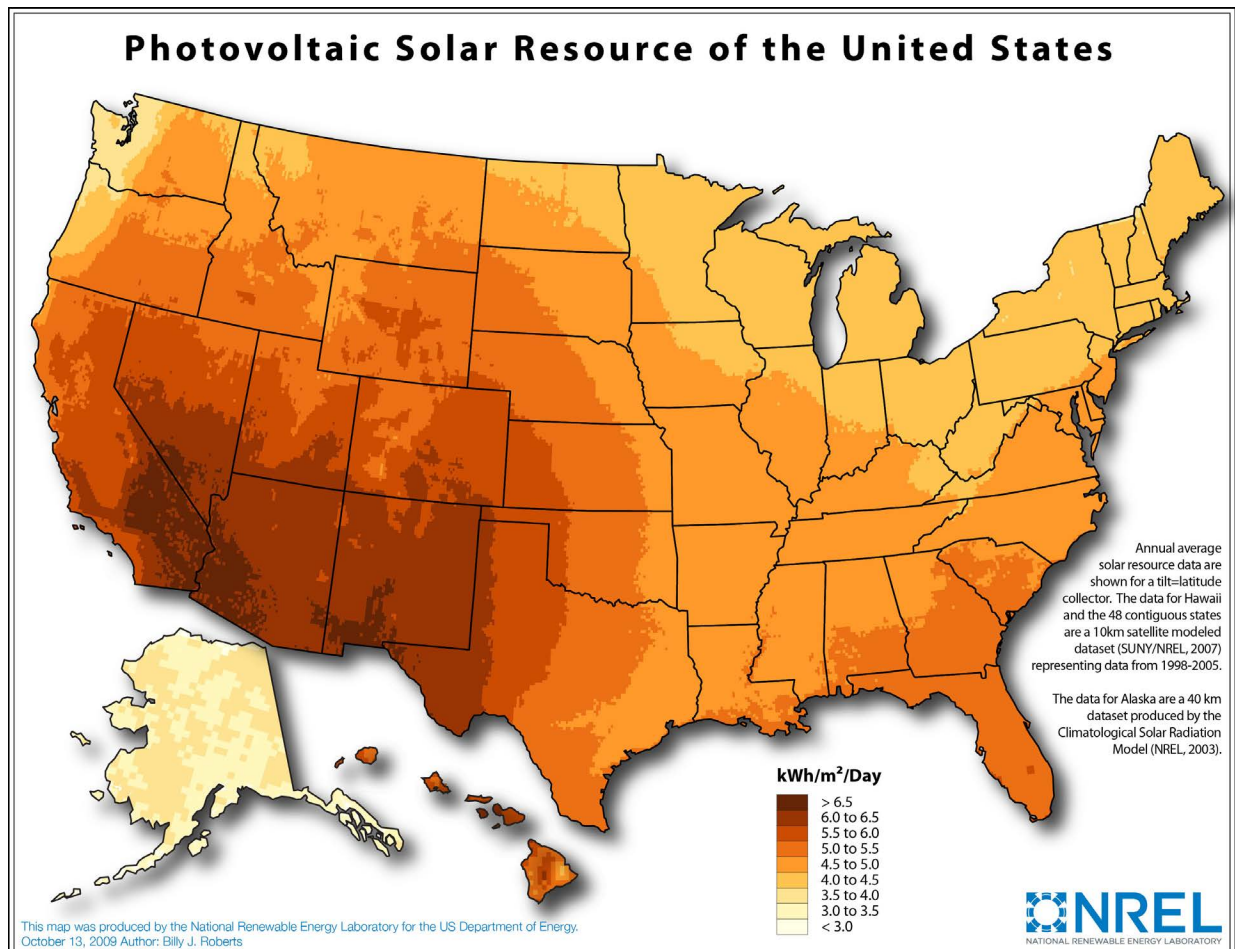 Photovoltaic Solar Resource of the United States
Annual average
solar resource data are
shown for a tilt=latitude
collector. The data for Hawaii
and the 48 contiguous states
are a 10km satellite modeled
dataset (SUNY/NREL, 2007)
representing data from 1998-2005.
The data for Alaska are a 40 km
dataset produced by the
Climatological Solar Radiation
Model (NREL, 2003).
kWh/m²/Day
> 6.5
6.0 to 6.5
5.5 to 6.0
5.0 to 5.5
4.5 to 5.0
4.0 to 4.5
3.5 to 4.0
3.0 to 3.5
< 3.0
This map was produced by the National Renewable Energy Laboratory for the US Department of Energy.
October 13, 2009 Author: Billy J. Roberts
NREL
NATIONAL RENEWABLE ENERGY LABORATORY